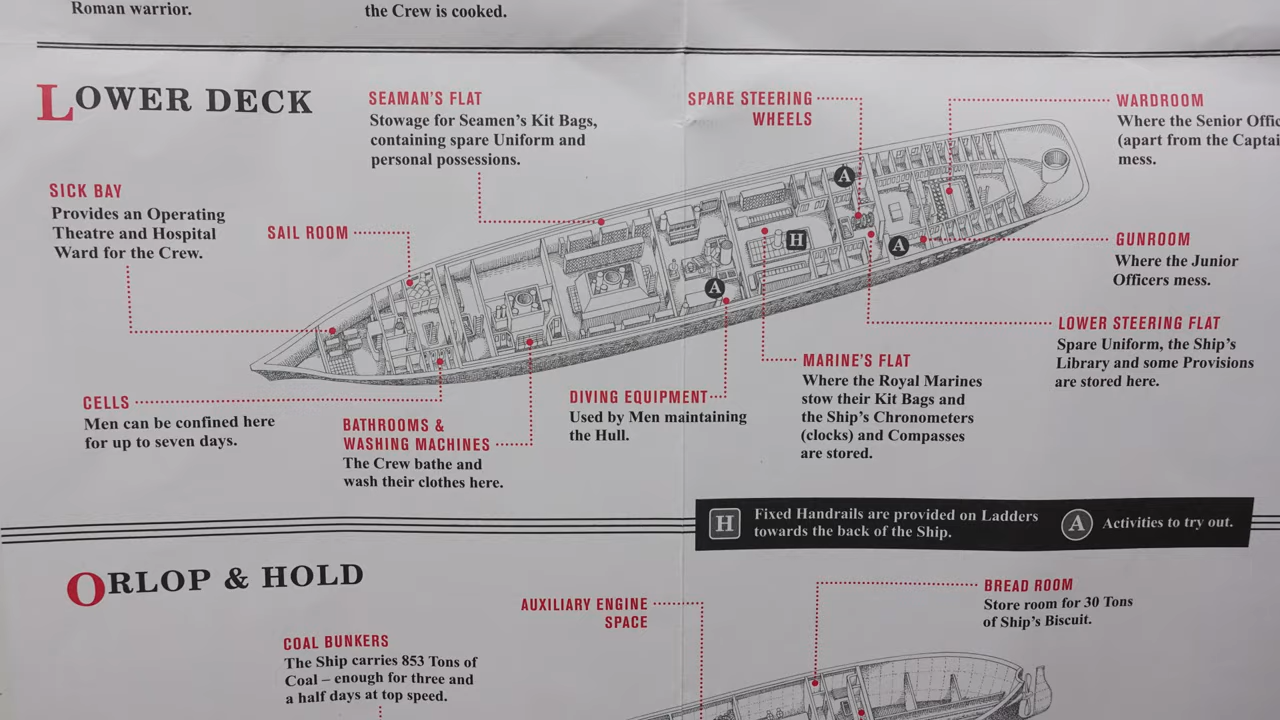 Roman warrior.
the Crew is cooked.
LOWER DECK
SEAMAN'S FLAT
Stowage for Seamen's Kit Bags,
containing spare Uniform and
personal possessions.
SPARE STEERING
WHEELS
WARDROOM
Where the Senior
(apart from the
mess.
SICK BAY
Provides an Operating
Theatre and Hospital
Ward for the Crew.
SAIL ROOM
A
H
A
A
GUNROOM
Where the Junior
Officers mess.
LOWER STEERING FLAT
Spare Uniform, the Ship's
Library and some Provisions
are stored here.
MARINE'S FLAT
Where the Royal Marines
stow their Kit Bags and
the Ship's Chronometers
(clocks) and Compasses
are stored.
DIVING EQUIPMENT
Used by Men maintaining
the Hull.
CELLS
Men can be confined here
for up to seven days.
BATHROOMS &
WASHING MACHINES
The Crew bathe and
wash their clothes here.
H Fixed Handrails are provided on Ladders
towards the back of the Ship.
A Activities to try out.
ORLOP & HOLD
AUXILIARY ENGINE
SPACE
BREAD ROOM
Store room for 30 Tons
of Ship's Biscuit.
COAL BUNKERS
The Ship carries 853 Tons of
Coal – enough for three and
a half days at top speed.